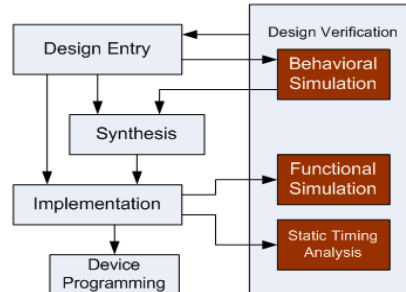 Design Entry
Design Verification
Behavioral
Simulation
Synthesis
Implementation
Functional
Simulation
Static Timing
Analysis
Device
Programming